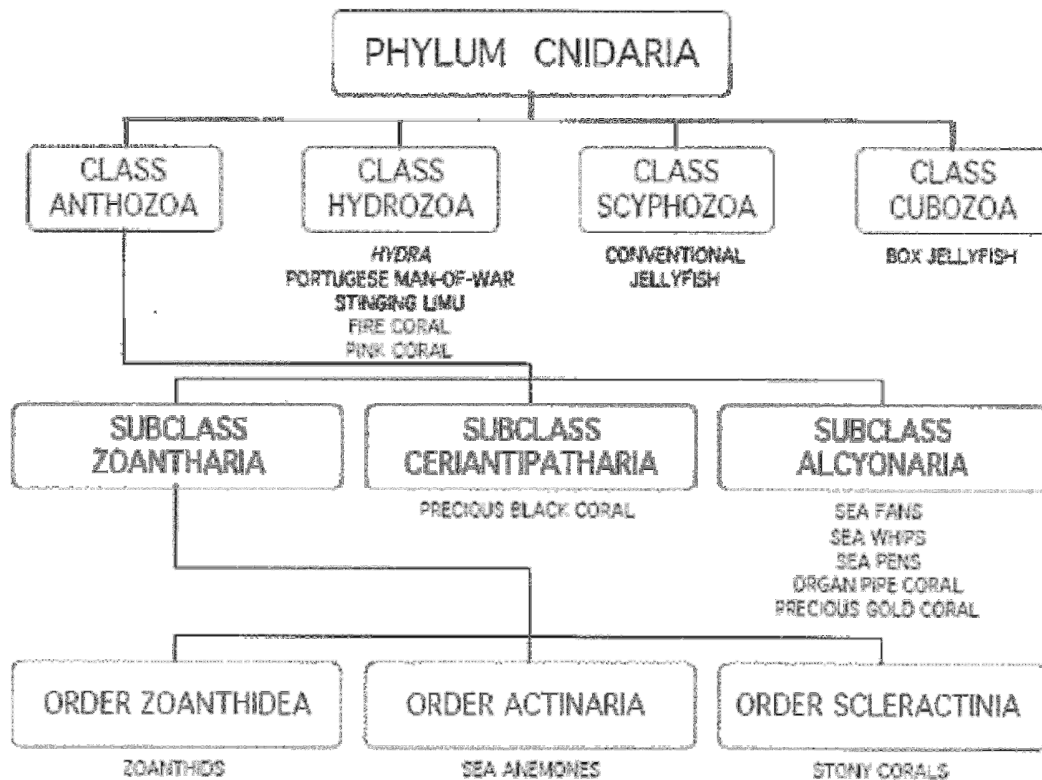 PHYLUM CNIDARIA
CLASS
ANTHOZOA
CLASS
HYDROZOA
CLASS
SCYPHOZOA
CLASS
CUBOZOA
HYDRA
PORTUGESE MAN-OF-WAR
STINGING LIMU
FIRE CORAL
PINK CORAL
CONVENTIONAL
JELLYFISH
BOX JELLYFISH
SUBCLASS
ZOANTHARIA
SUBCLASS
CERIANTIPATHARIA
SUBCLASS
ALCYONARIA
PRECIOUS BLACK CORAL
SEA FANS
SEA WHIPS
SEA PENS
ORGAN PIPE CORAL
PRECIOUS GOLD CORAL
ORDER ZOANTHIDEA
ORDER ACTINARIA
ORDER SCLERACTINIA
ZOANTHIDS
SEA ANEMONES
STONY CORALS